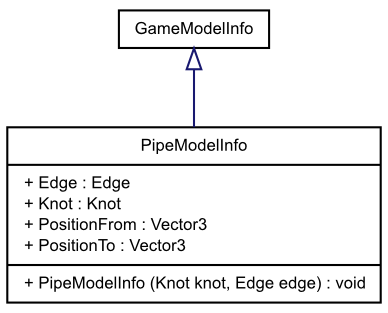 GameModelInfo
PipeModelInfo
+ Edge : Edge
+ Knot : Knot
+ PositionFrom : Vector3
+ PositionTo : Vector3
+ PipeModelInfo (Knot knot, Edge edge) : void